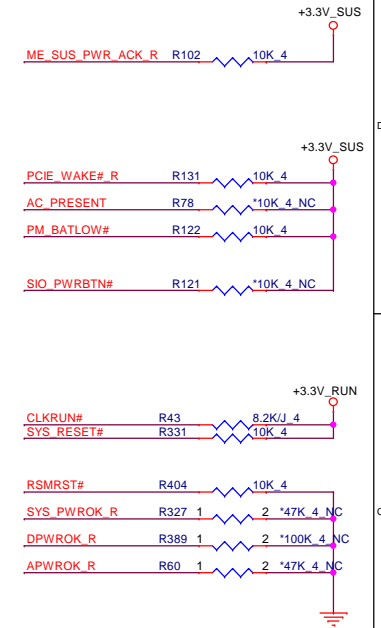 +3.3V_SUS
ME_SUS_PWR_ACK_R R102 10K_4
D
+3.3V_SUS
PCIE_WAKE#_R R131 10K_4
AC_PRESENT R78 *10K_4_NC
PM_BATLOW# R122 10K_4
SIO_PWRBTN# R121 *10K_4_NC
+3.3V_RUN
CLKRUN# R43 8.2K/J_4
SYS_RESET# R331 10K_4
RSMRST# R404 10K_4
SYS_PWROK_R R327 1 2 *47K_4_NC
C
DPWROK_R R389 1 2 *100K_4_NC
APWROK_R R60 1 2 *47K_4_NC